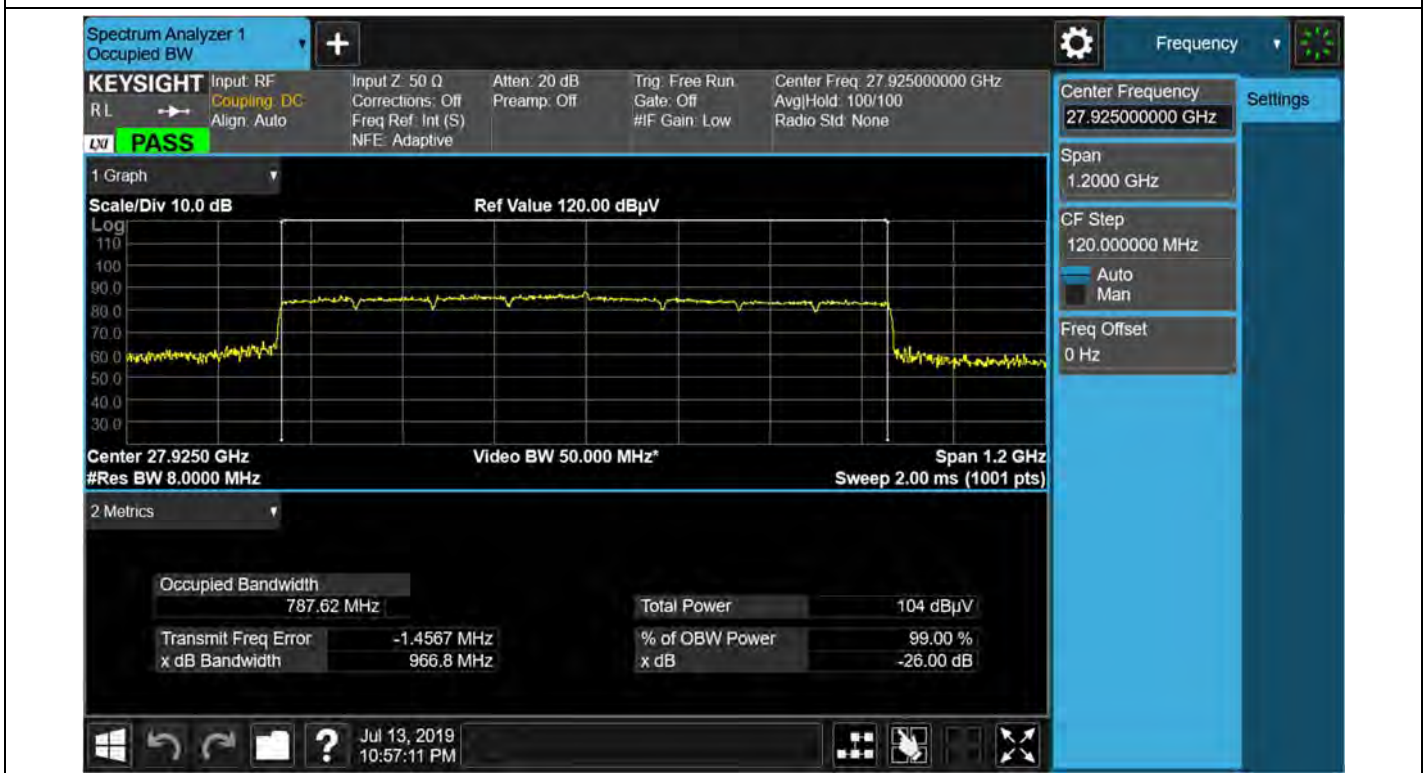 Spectrum Analyzer 1
Occupied BW
+
Frequency
KEYSIGHT
R L
LXI
PASS
Input: RF
Coupling: DC
Align: Auto
Input Z: 50 Ω
Corrections: Off
Freq Ref: Int (S)
NFE: Adaptive
Atten: 20 dB
Preamp: Off
Trig: Free Run
Gate: Off
#IF Gain: Low
Center Freq: 27.925000000 GHz
Avg|Hold: 100/100
Radio Std: None
Center Frequency
27.925000000 GHz
Settings
Span
1.2000 GHz
CF Step
120.000000 MHz
Auto
Man
Freq Offset
0 Hz
1 Graph
Scale/Div 10.0 dB
Ref Value 120.00 dBµV
Log
110
100
90.0
80.0
70.0
60.0
50.0
40.0
30.0
Center 27.9250 GHz
Video BW 50.000 MHz*
Span 1.2 GHz
#Res BW 8.0000 MHz
Sweep 2.00 ms (1001 pts)
2 Metrics
Occupied Bandwidth
787.62 MHz
Total Power 104 dBµV
Transmit Freq Error -1.4567 MHz
% of OBW Power 99.00 %
x dB Bandwidth 966.8 MHz
x dB -26.00 dB
?
Jul 13, 2019
10:57:11 PM